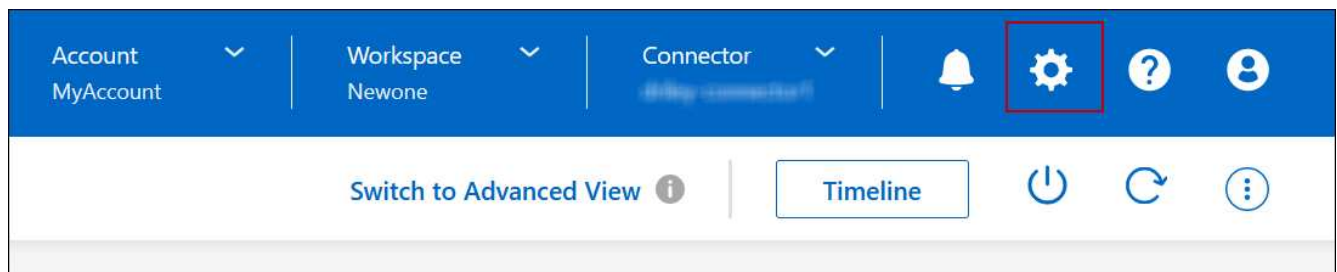 Account
MyAccount
Workspace
Newone
Connector
Switch to Advanced View
Timeline